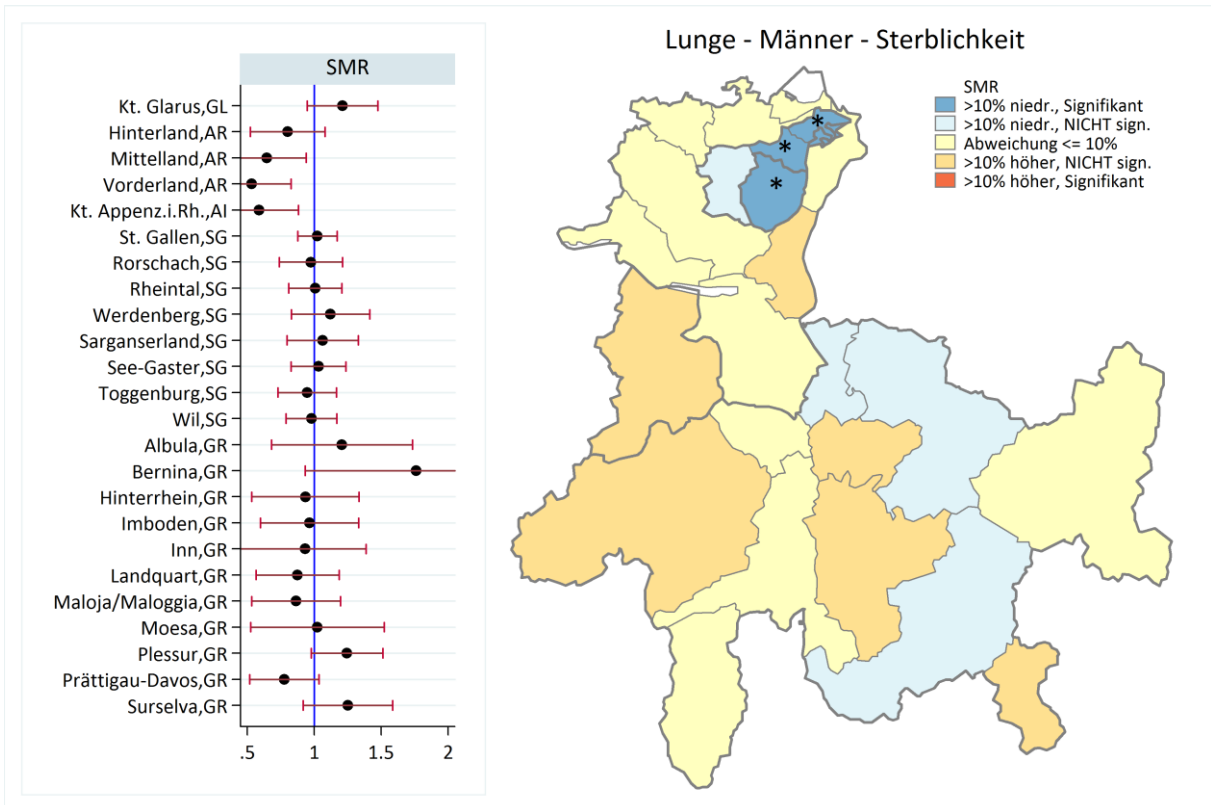 Lunge - Männer - Sterblichkeit
SMR
Kt. Glarus,GL
Hinterland,AR
Mittelland,AR
Vorderland,AR
Kt. Appenz.i.Rh.,AI
St. Gallen,SG
Rorschach,SG
Rheintal,SG
Werdenberg,SG
Sarganserland,SG
See-Gaster,SG
Toggenburg,SG
Wil,SG
Albula,GR
Bernina,GR
Hinterrhein,GR
Imboden,GR
Inn,GR
Landquart,GR
Maloja/Maloggia,GR
Moesa,GR
Plessur,GR
Prättigau-Davos,GR
Surselva,GR
.5 1 1.5 2
SMR
>10% niedr., Signifikant
>10% niedr., NICHT sign.
Abweichung <= 10%
>10% höher, NICHT sign.
>10% höher, Signifikant
*
*
*